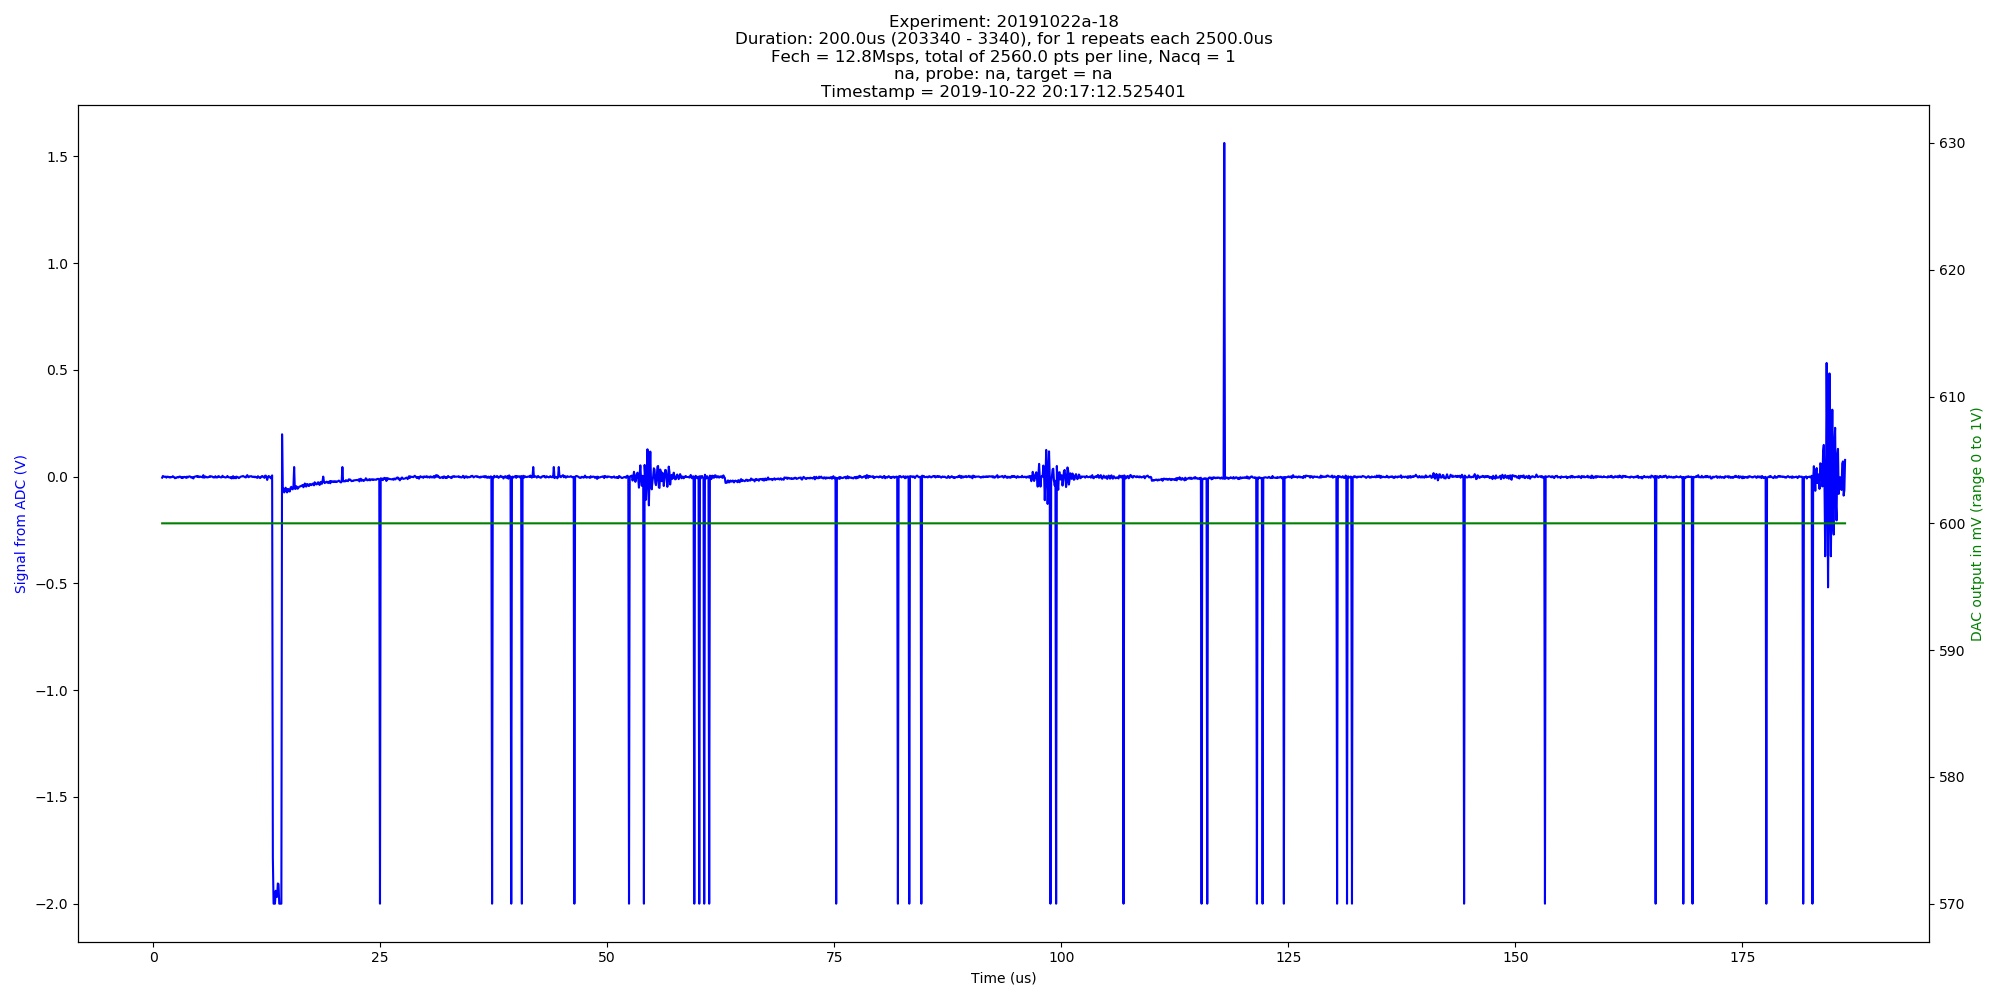 Experiment: 20191022a-18
Duration: 200.0us (203340 - 3340), for 1 repeats each 2500.0us
Fech = 12.8Msps, total of 2560.0 pts per line, Nacq = 1
na, probe: na, target = na
Timestamp = 2019-10-22 20:17:12.525401
1.5
1.0
0.5
0.0
−0.5
−1.0
−1.5
−2.0
Signal from ADC (V)
630
620
610
600
590
580
570
DAC output in mV (range 0 to 1V)
0
25
50
75
100
125
150
175
Time (us)